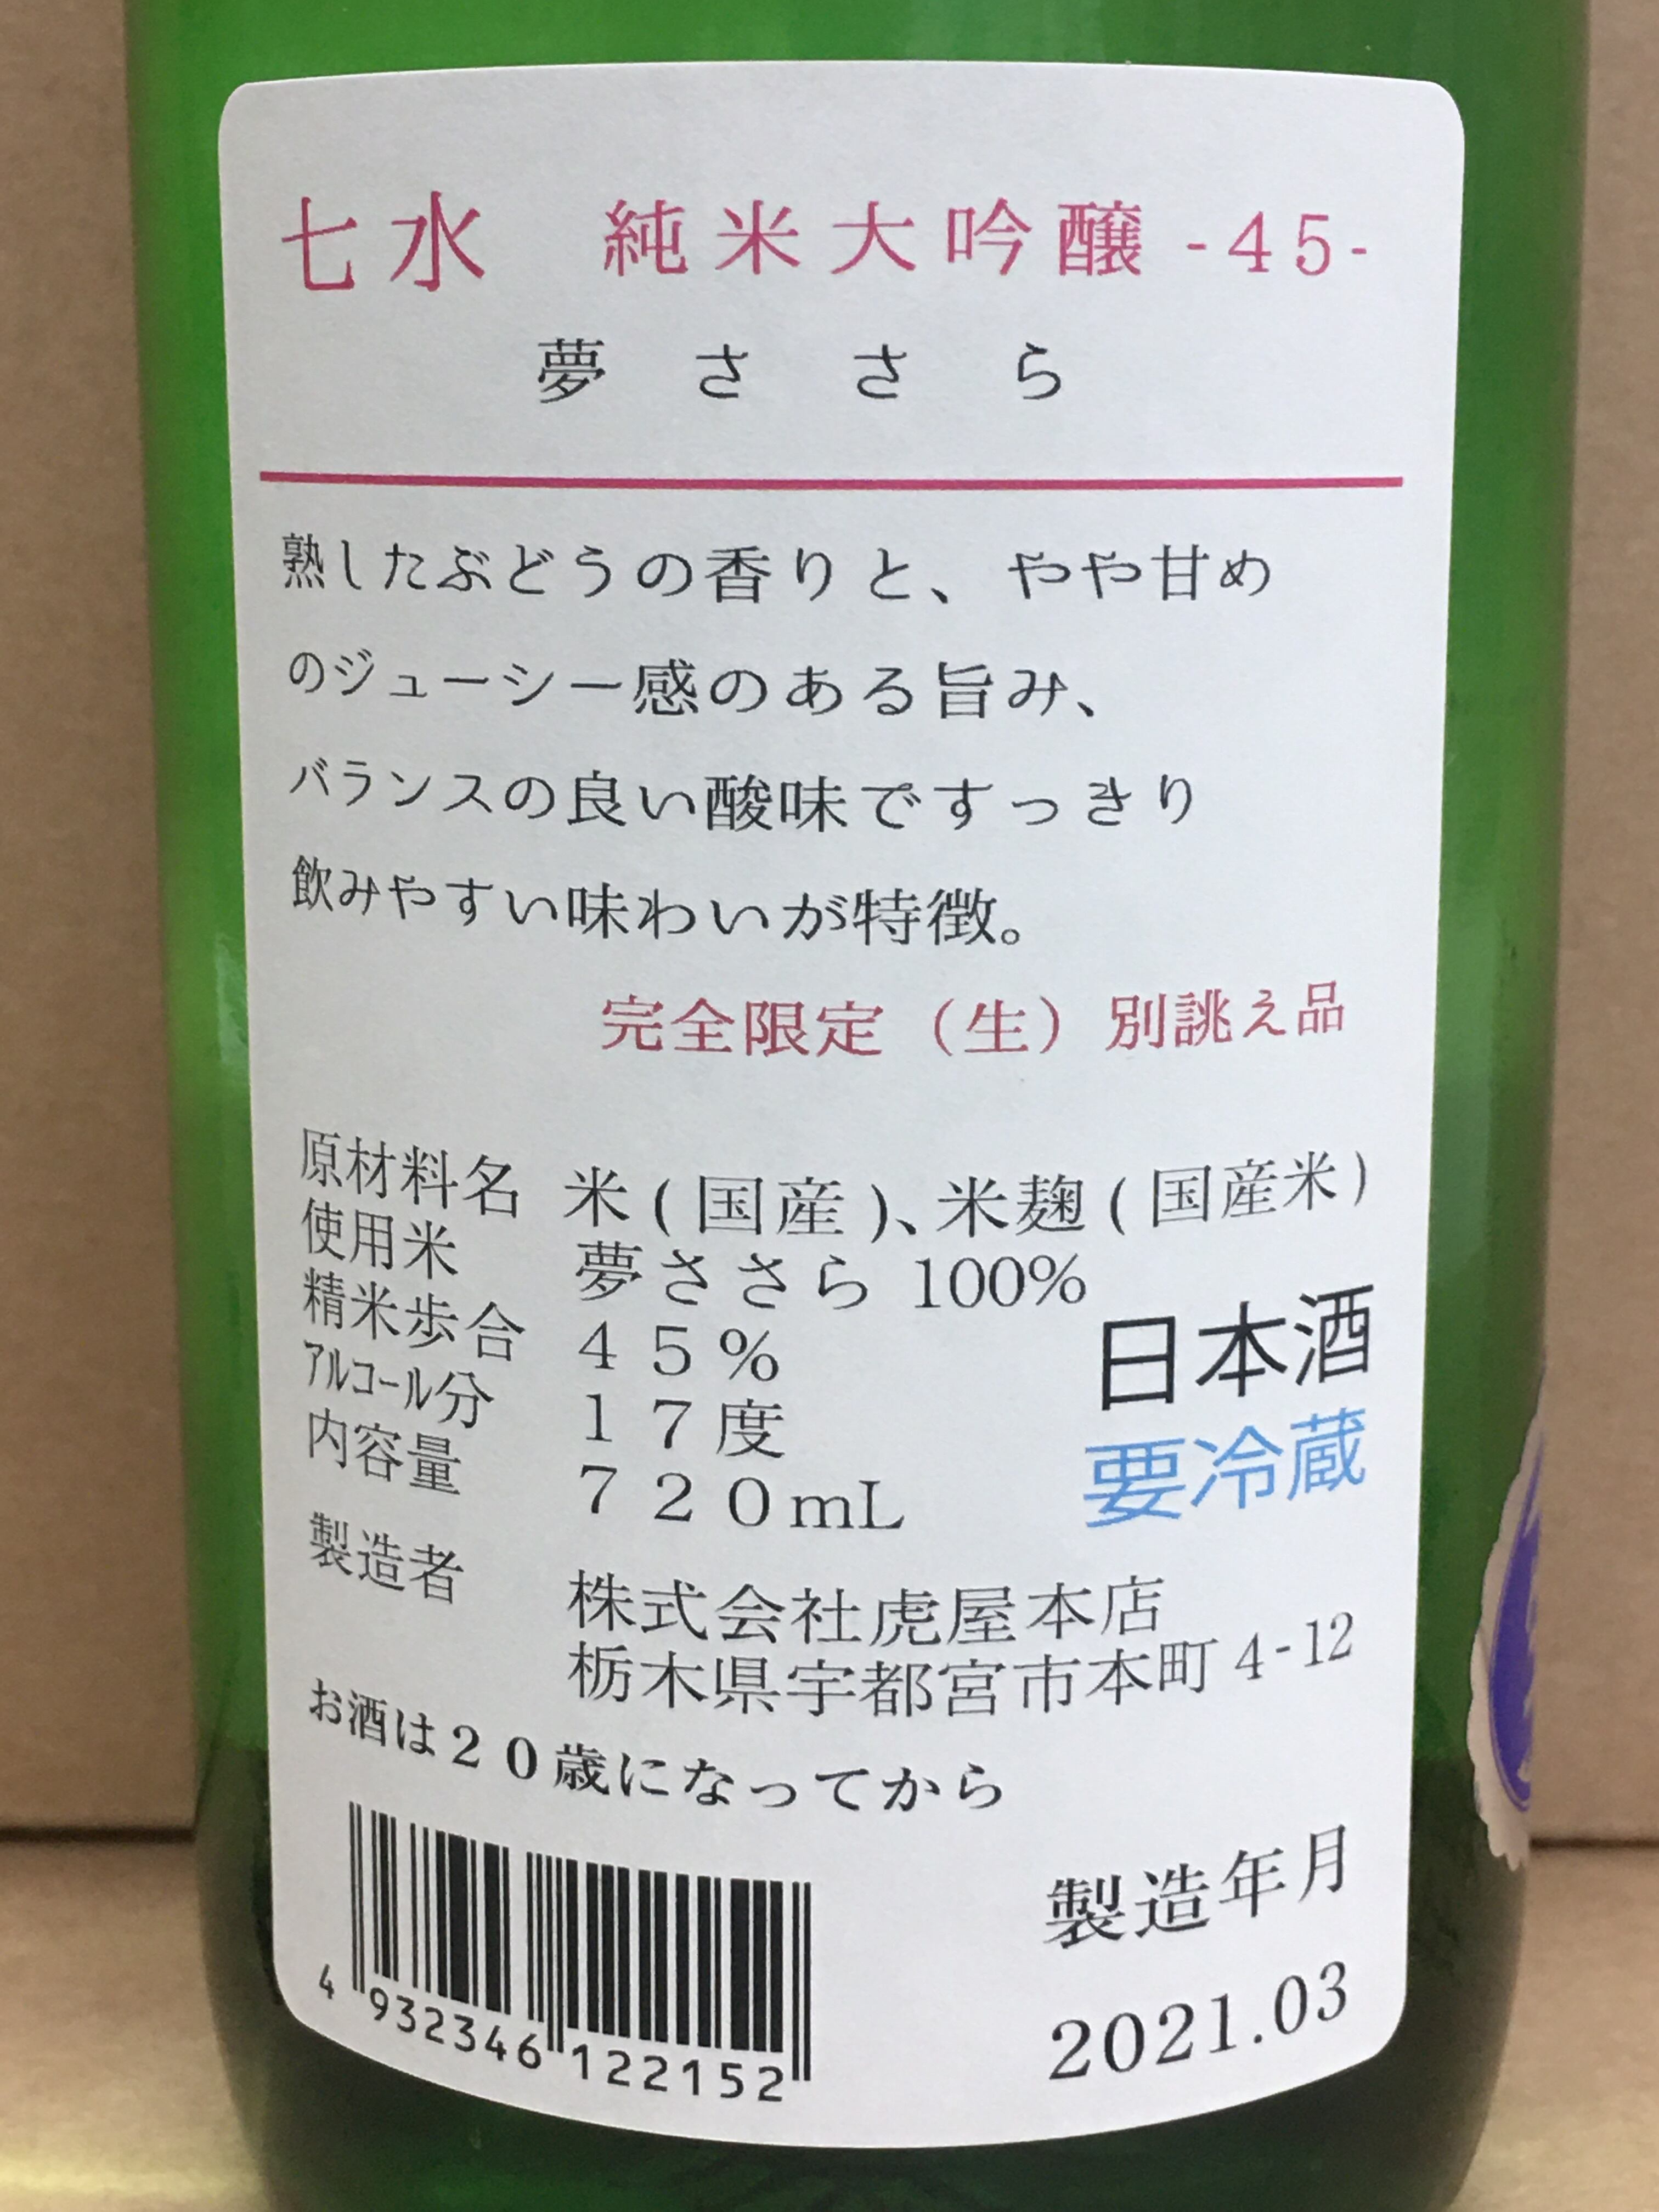 七水　純米大吟醸-45-
夢ささら
熟したぶどうの香りと、やや甘め
のジューシー感のある旨み、
バランスの良い酸味ですっきり
飲みやすい味わいが特徴。
完全限定（生）別誂え品
原材料名 米(国産)、米麹(国産米)
使用米 夢ささら 100%
精米歩合 45%
ｱﾙｺｰﾙ分 17度
内容量 720mL
日本酒
要冷蔵
製造者 株式会社虎屋本店
栃木県宇都宮市本町4-12
お酒は20歳になってから
製造年月
2021.03
4 932346 122152